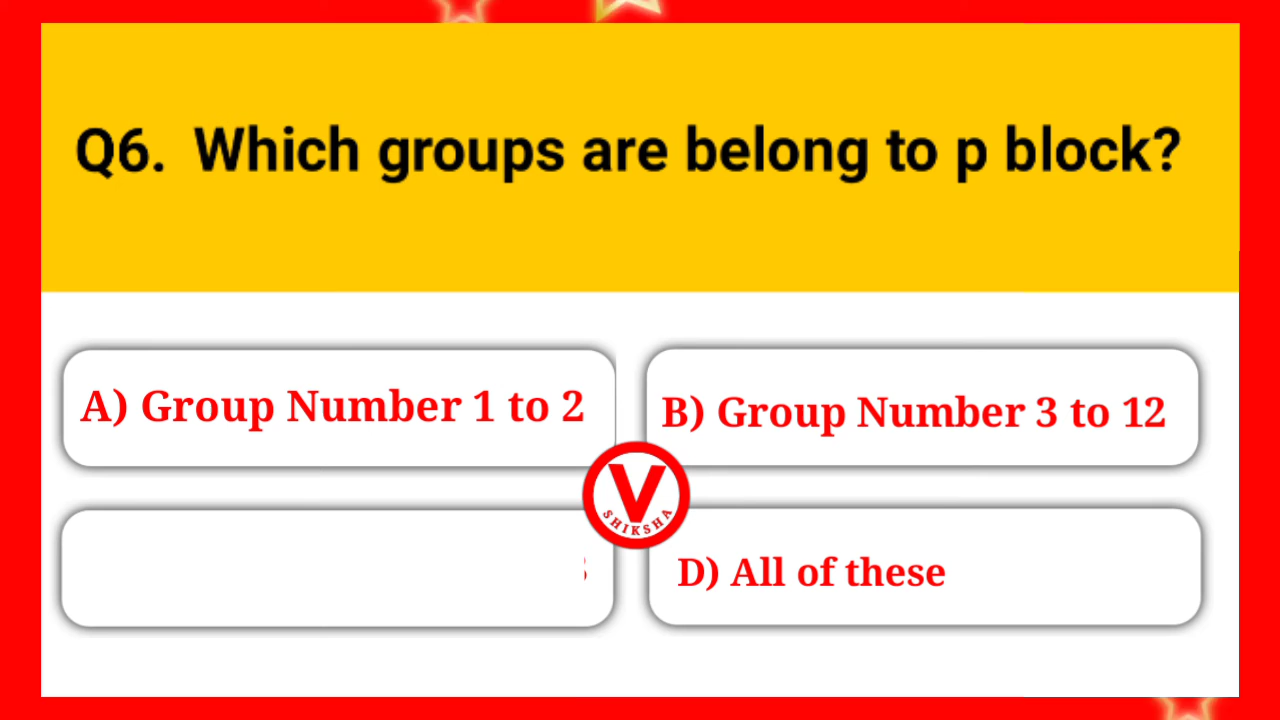 Q6. Which groups are belong to p block?
A) Group Number 1 to 2
B) Group Number 3 to 12
V
SHIKSHA
D) All of these